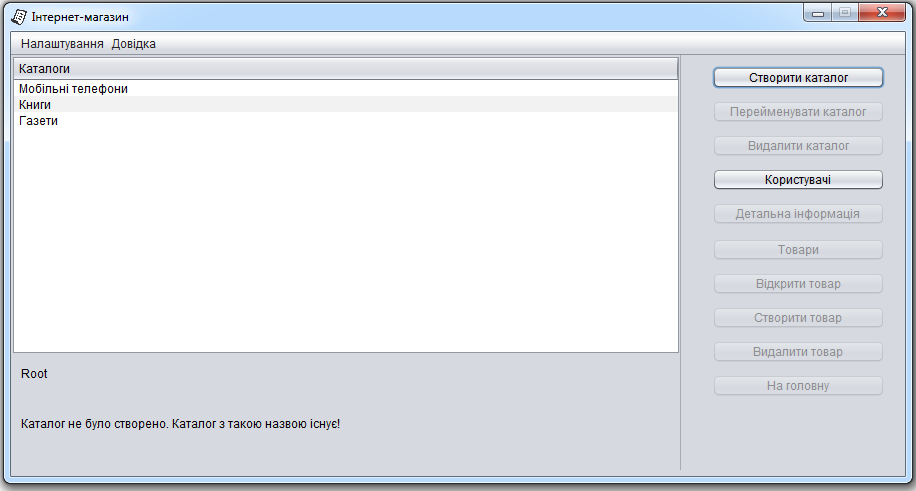 Інтернет-магазин
Налаштування Довідка
Каталоги
Мобільні телефони
Книги
Газети
Root
Каталог не було створено. Каталог з такою назвою існує!
Створити каталог
Перейменувати каталог
Видалити каталог
Користувачі
Детальна інформація
Товари
Відкрити товар
Створити товар
Видалити товар
На головну